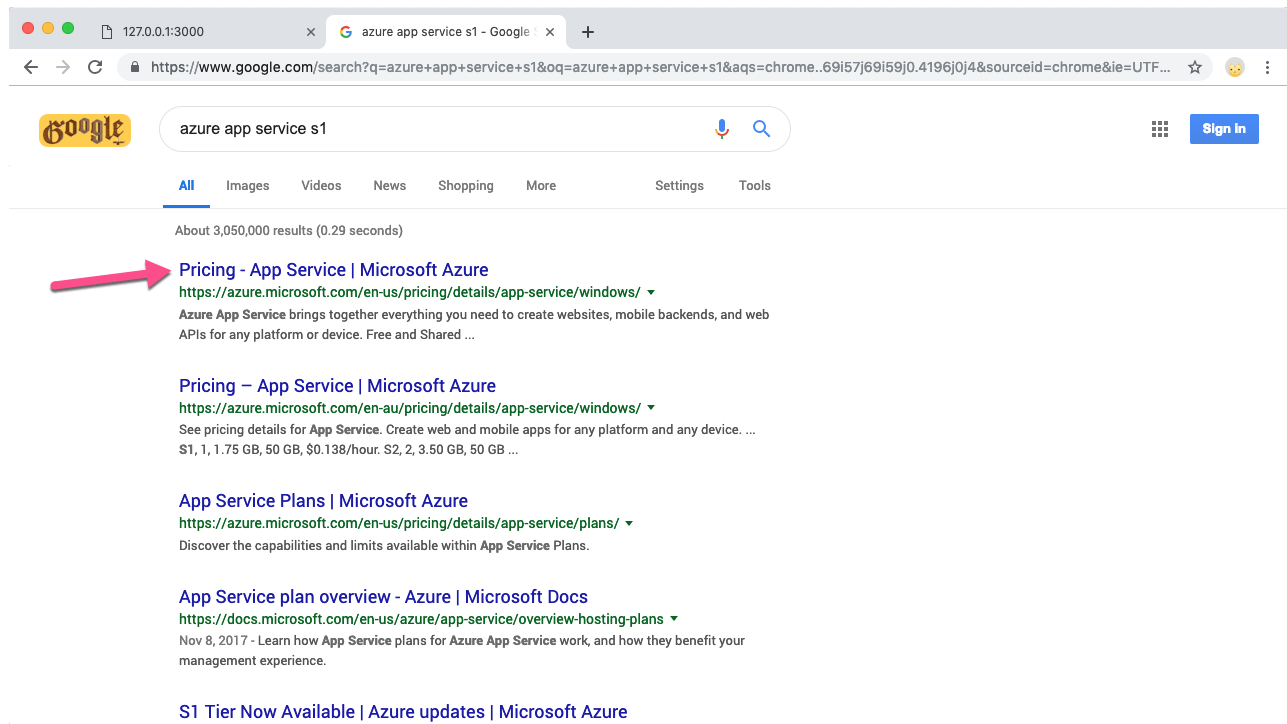 127.0.0.1:3000
azure app service s1 - Google S
https://www.google.com/search?q=azure+app+service+s1&oq=azure+app+service+s1&aqs=chrome..69i57j69i59j0.4196j0j4&sourceid=chrome&ie=UTF...
Google
azure app service s1
Sign in
All Images Videos News Shopping More Settings Tools
About 3,050,000 results (0.29 seconds)
Pricing - App Service | Microsoft Azure
https://azure.microsoft.com/en-us/pricing/details/app-service/windows/
Azure App Service brings together everything you need to create websites, mobile backends, and web
APIs for any platform or device. Free and Shared ...
Pricing – App Service | Microsoft Azure
https://azure.microsoft.com/en-au/pricing/details/app-service/windows/
See pricing details for App Service. Create web and mobile apps for any platform and any device. ...
S1, 1, 1.75 GB, 50 GB, $0.138/hour. S2, 2, 3.50 GB, 50 GB ...
App Service Plans | Microsoft Azure
https://azure.microsoft.com/en-us/pricing/details/app-service/plans/
Discover the capabilities and limits available within App Service Plans.
App Service plan overview - Azure | Microsoft Docs
https://docs.microsoft.com/en-us/azure/app-service/overview-hosting-plans
Nov 8, 2017 - Learn how App Service plans for Azure App Service work, and how they benefit your
management experience.
S1 Tier Now Available | Azure updates | Microsoft Azure